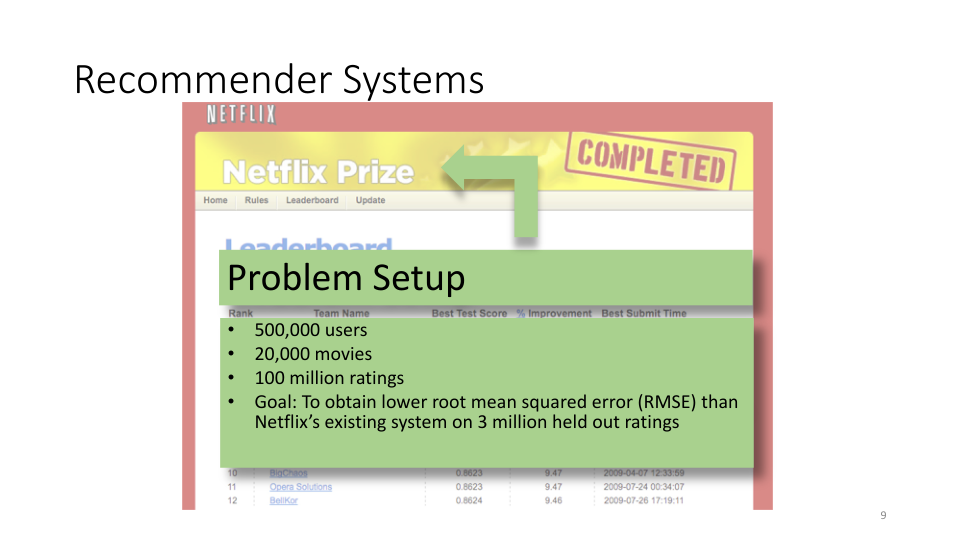 Recommender Systems
NETFLIX
Netflix Prize
COMPLETED
Home Rules Leaderboard Update
Leaderboard
Problem Setup
Rank Team Name Best Test Score % Improvement Best Submit Time
• 500,000 users
• 20,000 movies
• 100 million ratings
• Goal: To obtain lower root mean squared error (RMSE) than
Netflix's existing system on 3 million held out ratings
10 BigChaos 0.8623 9.47 2009-04-07 12:33:59
11 Opera Solutions 0.8623 9.47 2009-07-24 00:34:07
12 BellKor 0.8624 9.46 2009-07-26 17:19:11
9